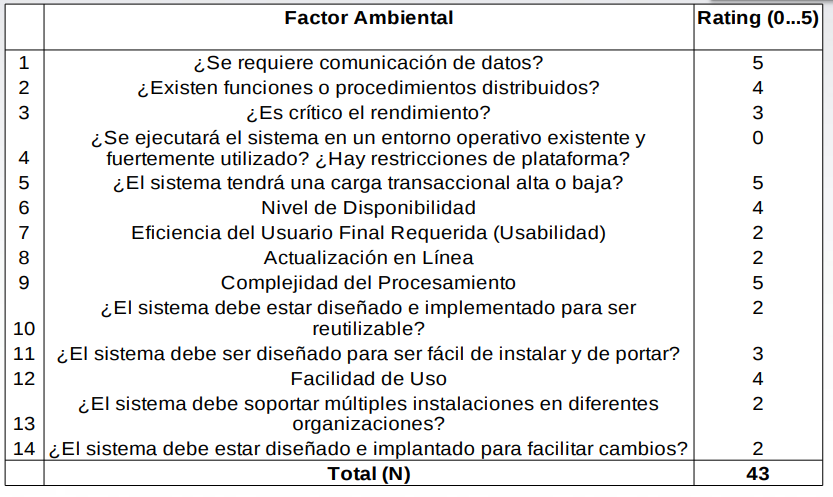 Factor Ambiental Rating (0...5)
1 ¿Se requiere comunicación de datos? 5
2 ¿Existen funciones o procedimientos distribuidos? 4
3 ¿Es crítico el rendimiento? 3
¿Se ejecutará el sistema en un entorno operativo existente y 0
4 fuertemente utilizado? ¿Hay restricciones de plataforma?
5 ¿El sistema tendrá una carga transaccional alta o baja? 5
6 Nivel de Disponibilidad 4
7 Eficiencia del Usuario Final Requerida (Usabilidad) 2
8 Actualización en Línea 2
9 Complejidad del Procesamiento 5
¿El sistema debe estar diseñado e implementado para ser 2
10 reutilizable?
11 ¿El sistema debe ser diseñado para ser fácil de instalar y de portar? 3
12 Facilidad de Uso 4
¿El sistema debe soportar múltiples instalaciones en diferentes 2
13 organizaciones?
14 ¿El sistema debe estar diseñado e implantado para facilitar cambios? 2
Total (N) 43